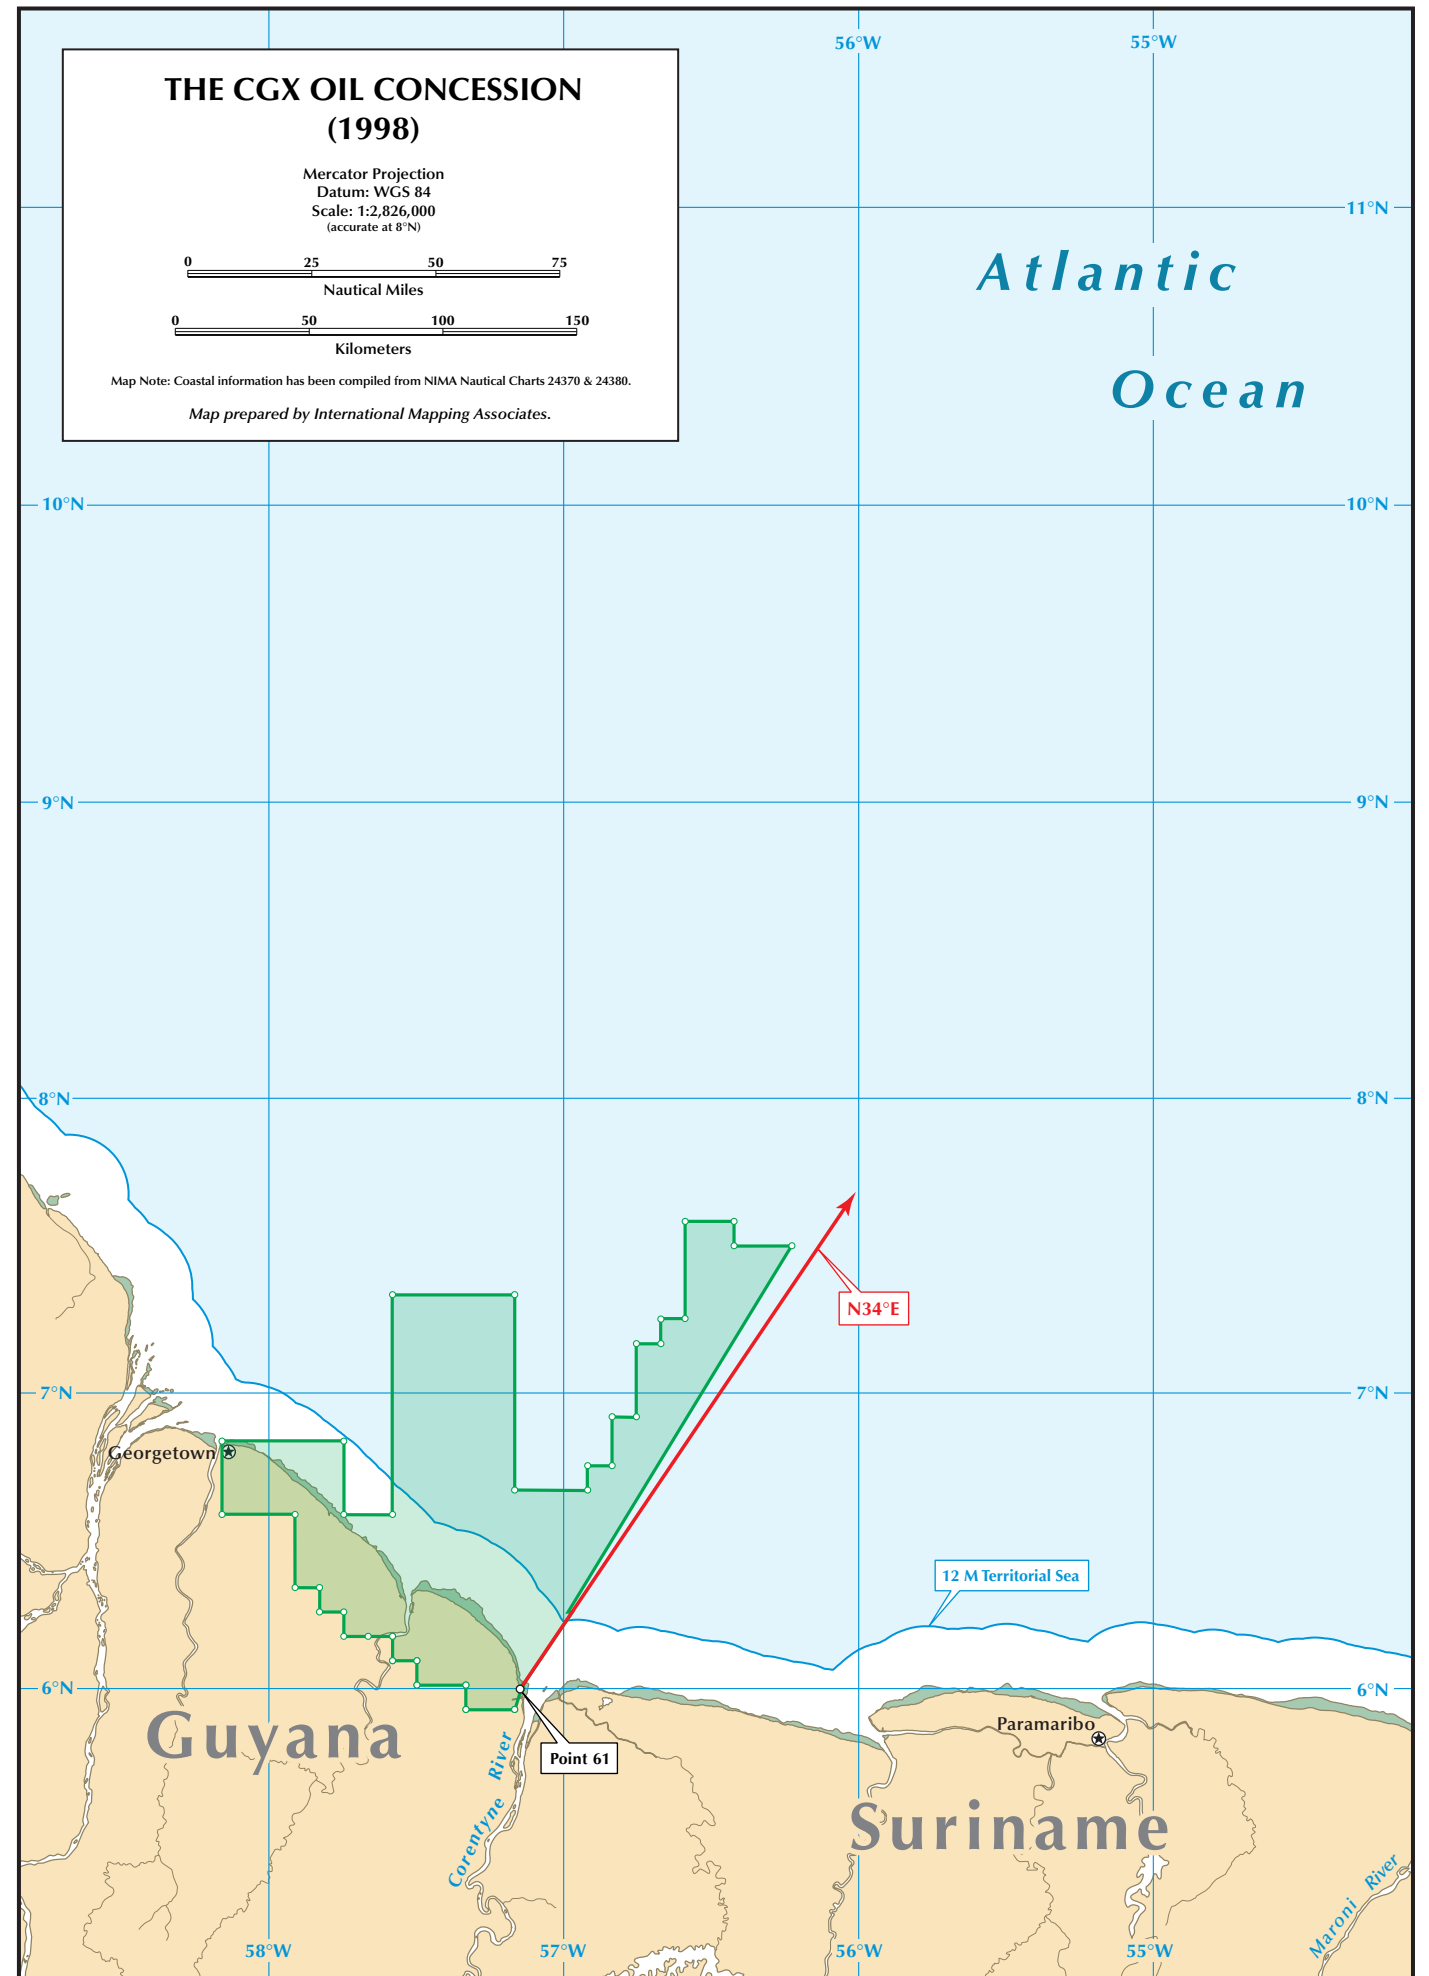 56°W
55°W
THE CGX OIL CONCESSION
(1998)
Mercator Projection
Datum: WGS 84
Scale: 1:2,826,000
(accurate at 8°N)
0 25 50 75
Nautical Miles
0 50 100 150
Kilometers
Map Note: Coastal information has been compiled from NIMA Nautical Charts 24370 & 24380.
Map prepared by International Mapping Associates.
11°N
Atlantic
Ocean
10°N
10°N
9°N
9°N
8°N
8°N
N34°E
7°N
7°N
Georgetown
12 M Territorial Sea
6°N
6°N
Guyana
Paramaribo
Point 61
Corentyne River
Suriname
Maroni River
58°W
57°W
56°W
55°W